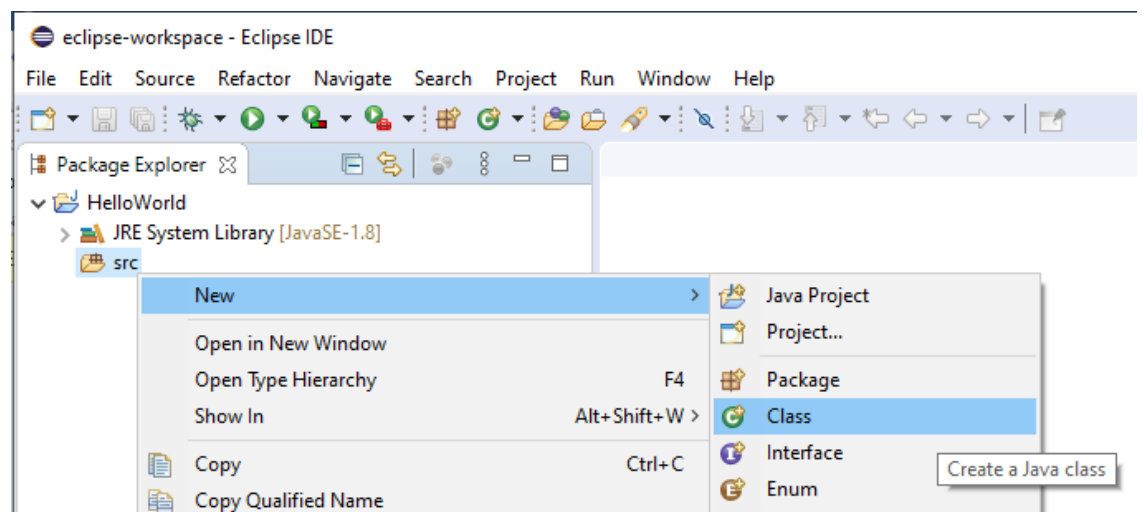 eclipse-workspace - Eclipse IDE
File Edit Source Refactor Navigate Search Project Run Window Help
Package Explorer
HelloWorld
JRE System Library [JavaSE-1.8]
src
New
Open in New Window
Open Type Hierarchy F4
Show In Alt+Shift+W >
Copy Ctrl+C
Copy Qualified Name
Java Project
Project...
Package
Class
Interface
Enum
Create a Java class